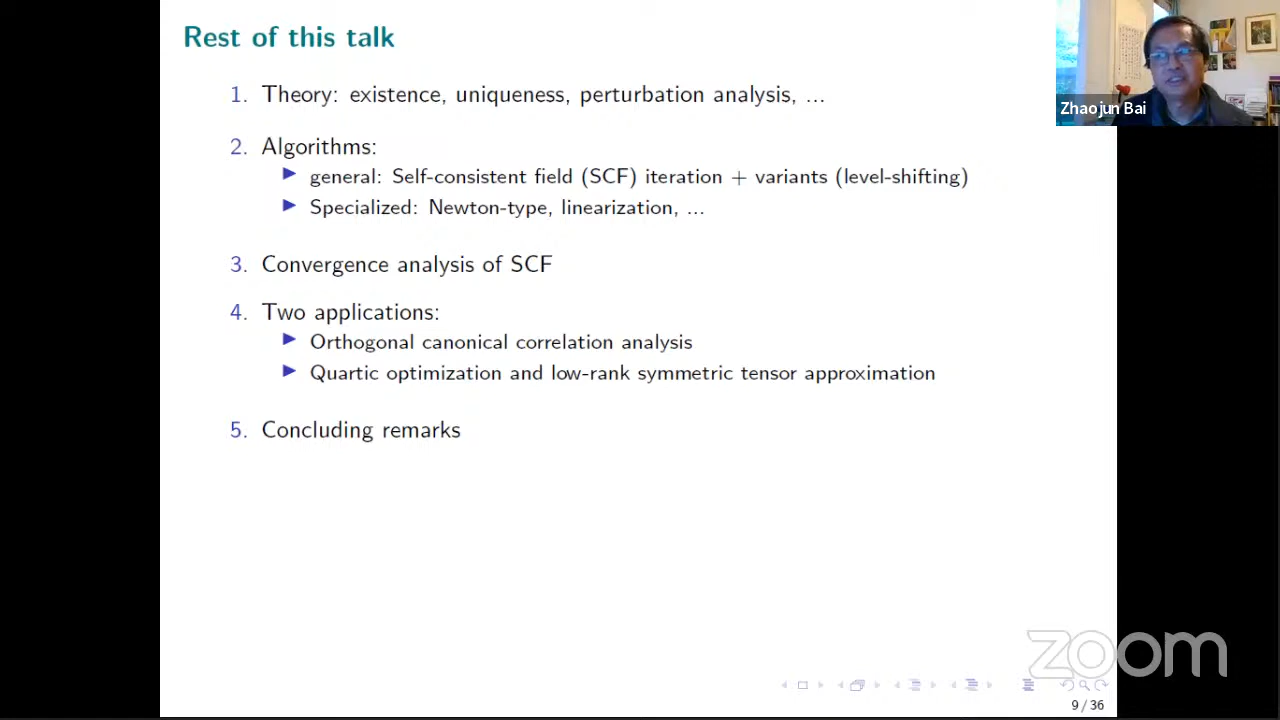 Rest of this talk
1. Theory: existence, uniqueness, perturbation analysis, ...
2. Algorithms:
▶ general: Self-consistent field (SCF) iteration + variants (level-shifting)
▶ Specialized: Newton-type, linearization, ...
3. Convergence analysis of SCF
4. Two applications:
▶ Orthogonal canonical correlation analysis
▶ Quartic optimization and low-rank symmetric tensor approximation
5. Concluding remarks
Zhaojun Bai
zoom
9 / 36